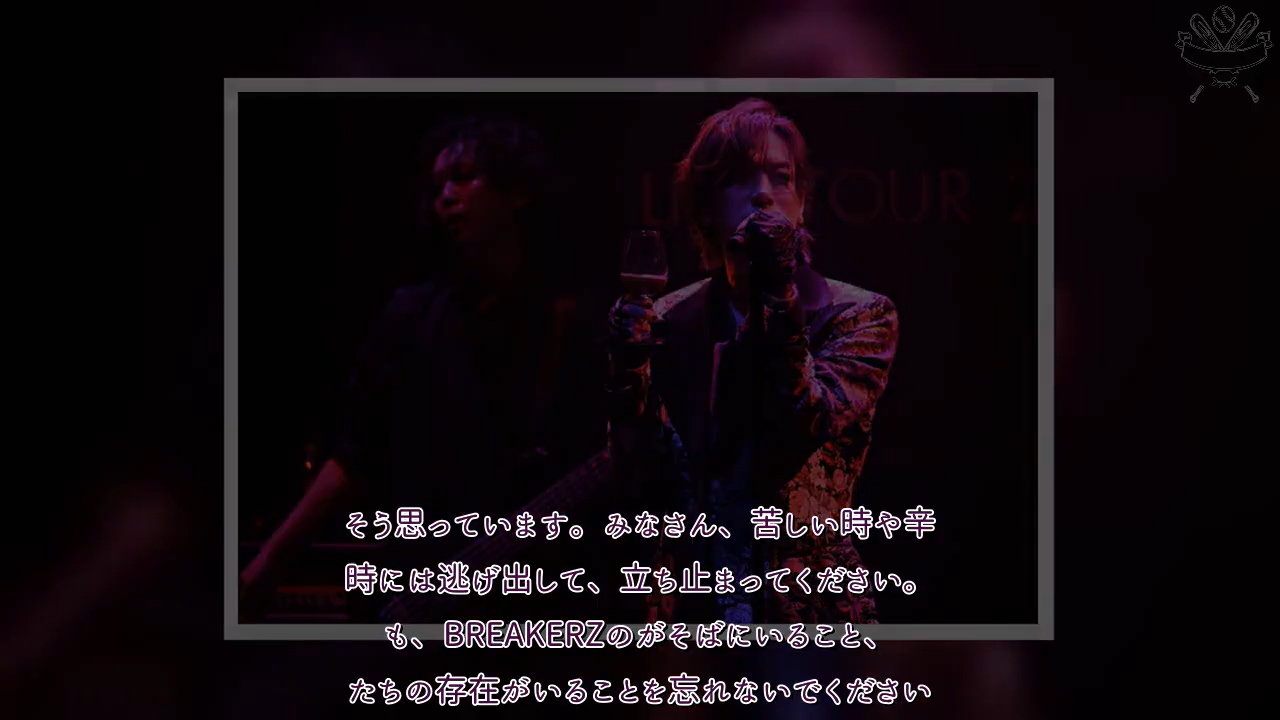 LI TOUR 2
そう思っています。みなさん、苦しい時や辛
時には逃げ出して、立ち止まってください。
も、BREAKERZのがそばにいること、
たちの存在がいることを忘れないでください